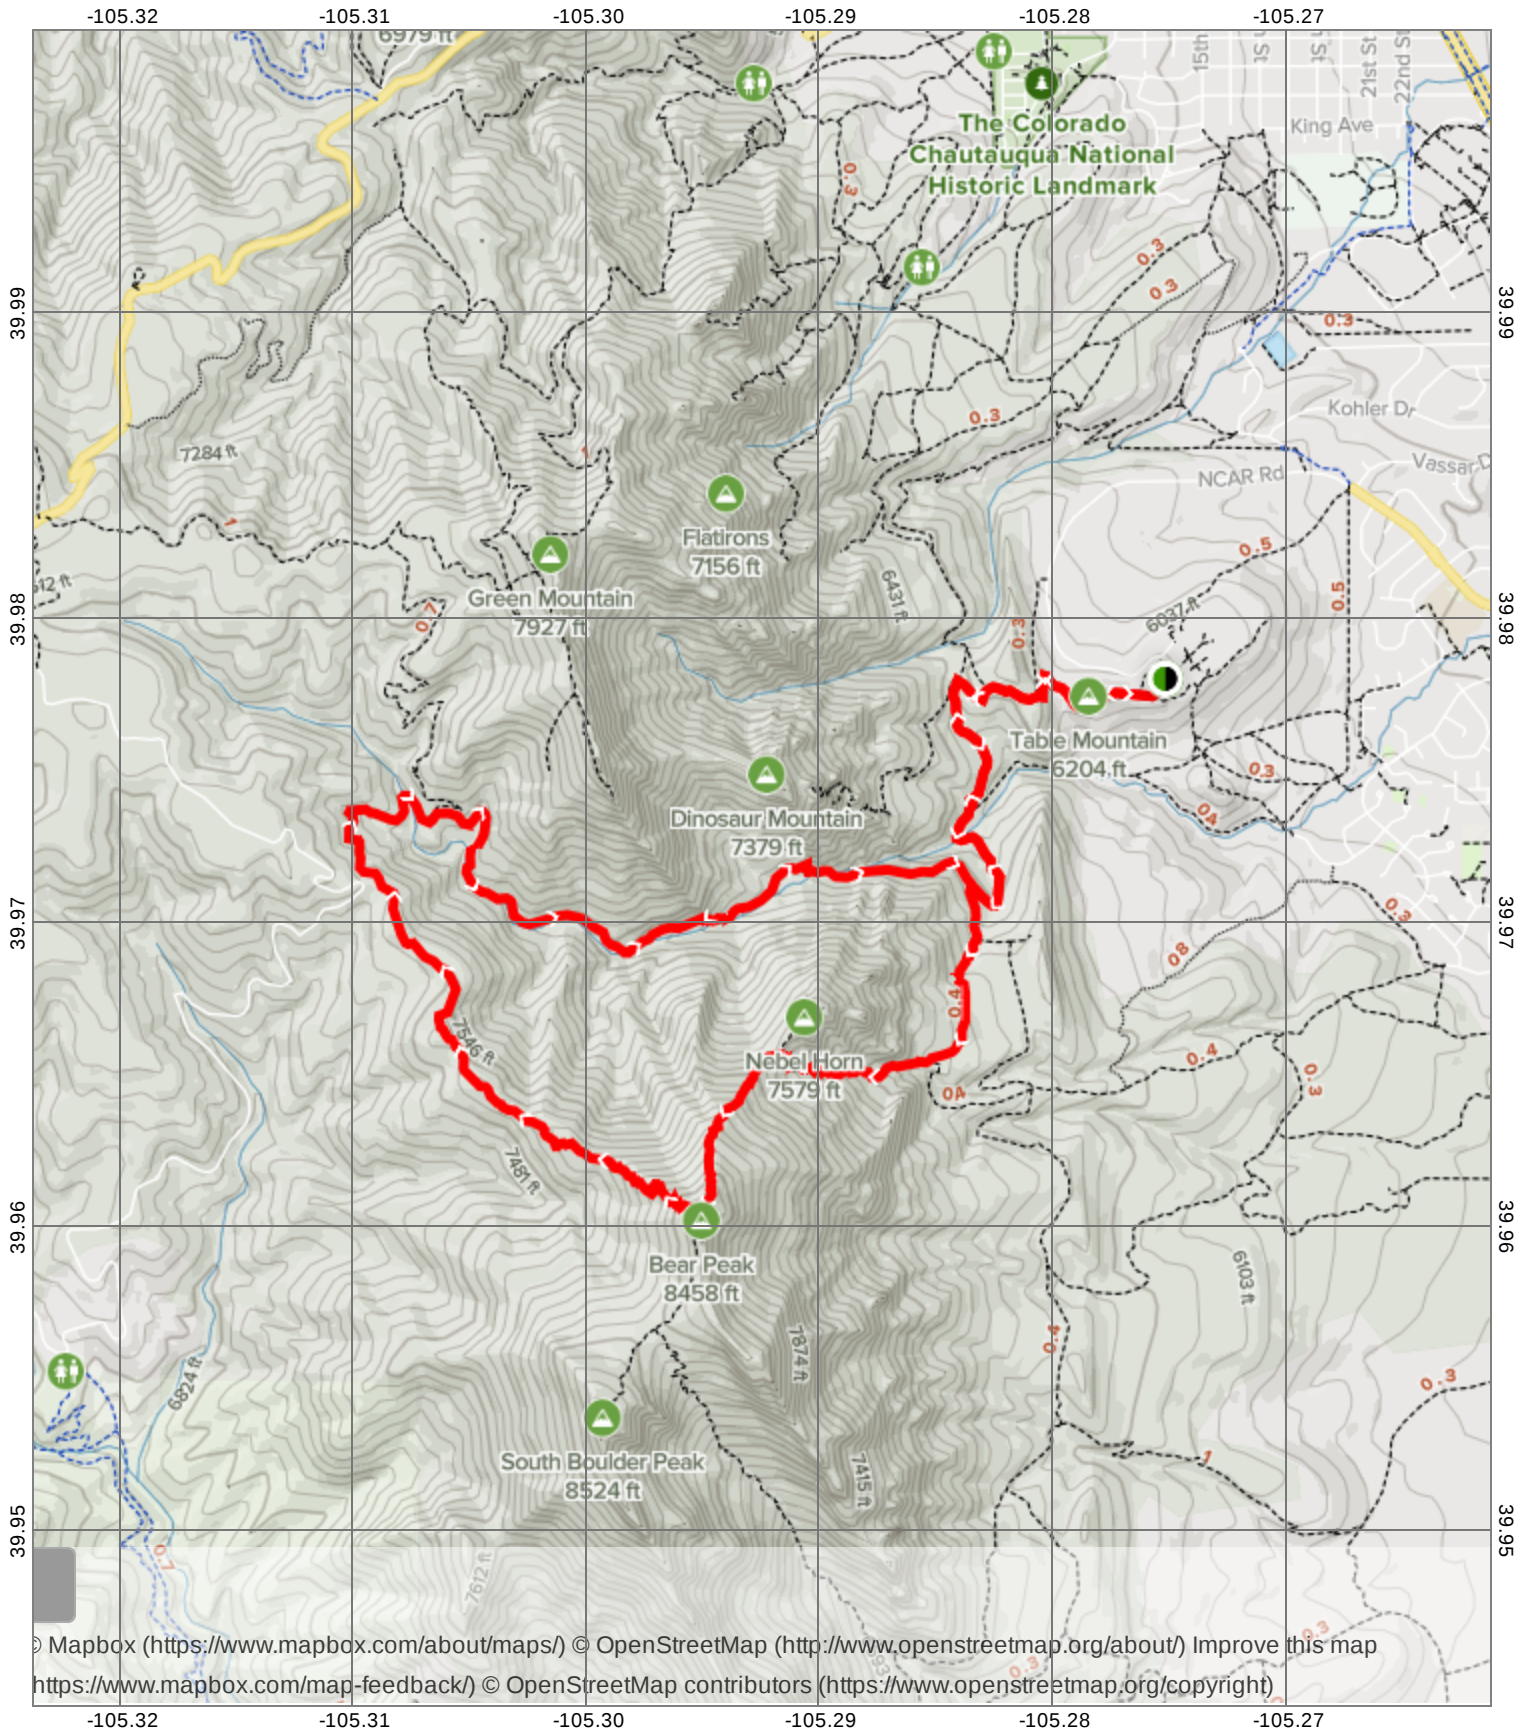 -105.32 -105.31 -105.30 -105.29 -105.28 -105.27
6979 ft
15th
21st St
22nd St
King Ave
The Colorado
Chautauqua National
Historic Landmark
0.3
0.3
0.3
39.99
39.99
0.3
Kohler Dr
0.3
7284 ft
1
NCAR Rd
Vassar D
Flatirons
7156 ft
1
0.5
6431 ft
0.5
Green Mountain
7927 ft
0.7
39.98
39.98
0.3
6037 ft
Table Mountain
6204 ft
0.3
Dinosaur Mountain
7379 ft
39.97
39.97
0.3
0.4
7546 ft
Nebel Horn
7579 ft
0.4
0.3
7481 ft
39.96
39.96
Bear Peak
8458 ft
6103 ft
7874 ft
6824 ft
0.3
South Boulder Peak
8524 ft
7415 ft
1
39.95
39.95
0.7
7612 ft
0.3
0.3
© Mapbox (https://www.mapbox.com/about/maps/) © OpenStreetMap (http://www.openstreetmap.org/about/) Improve this map
https://www.mapbox.com/map-feedback/) © OpenStreetMap contributors (https://www.openstreetmap.org/copyright)
-105.32 -105.31 -105.30 -105.29 -105.28 -105.27